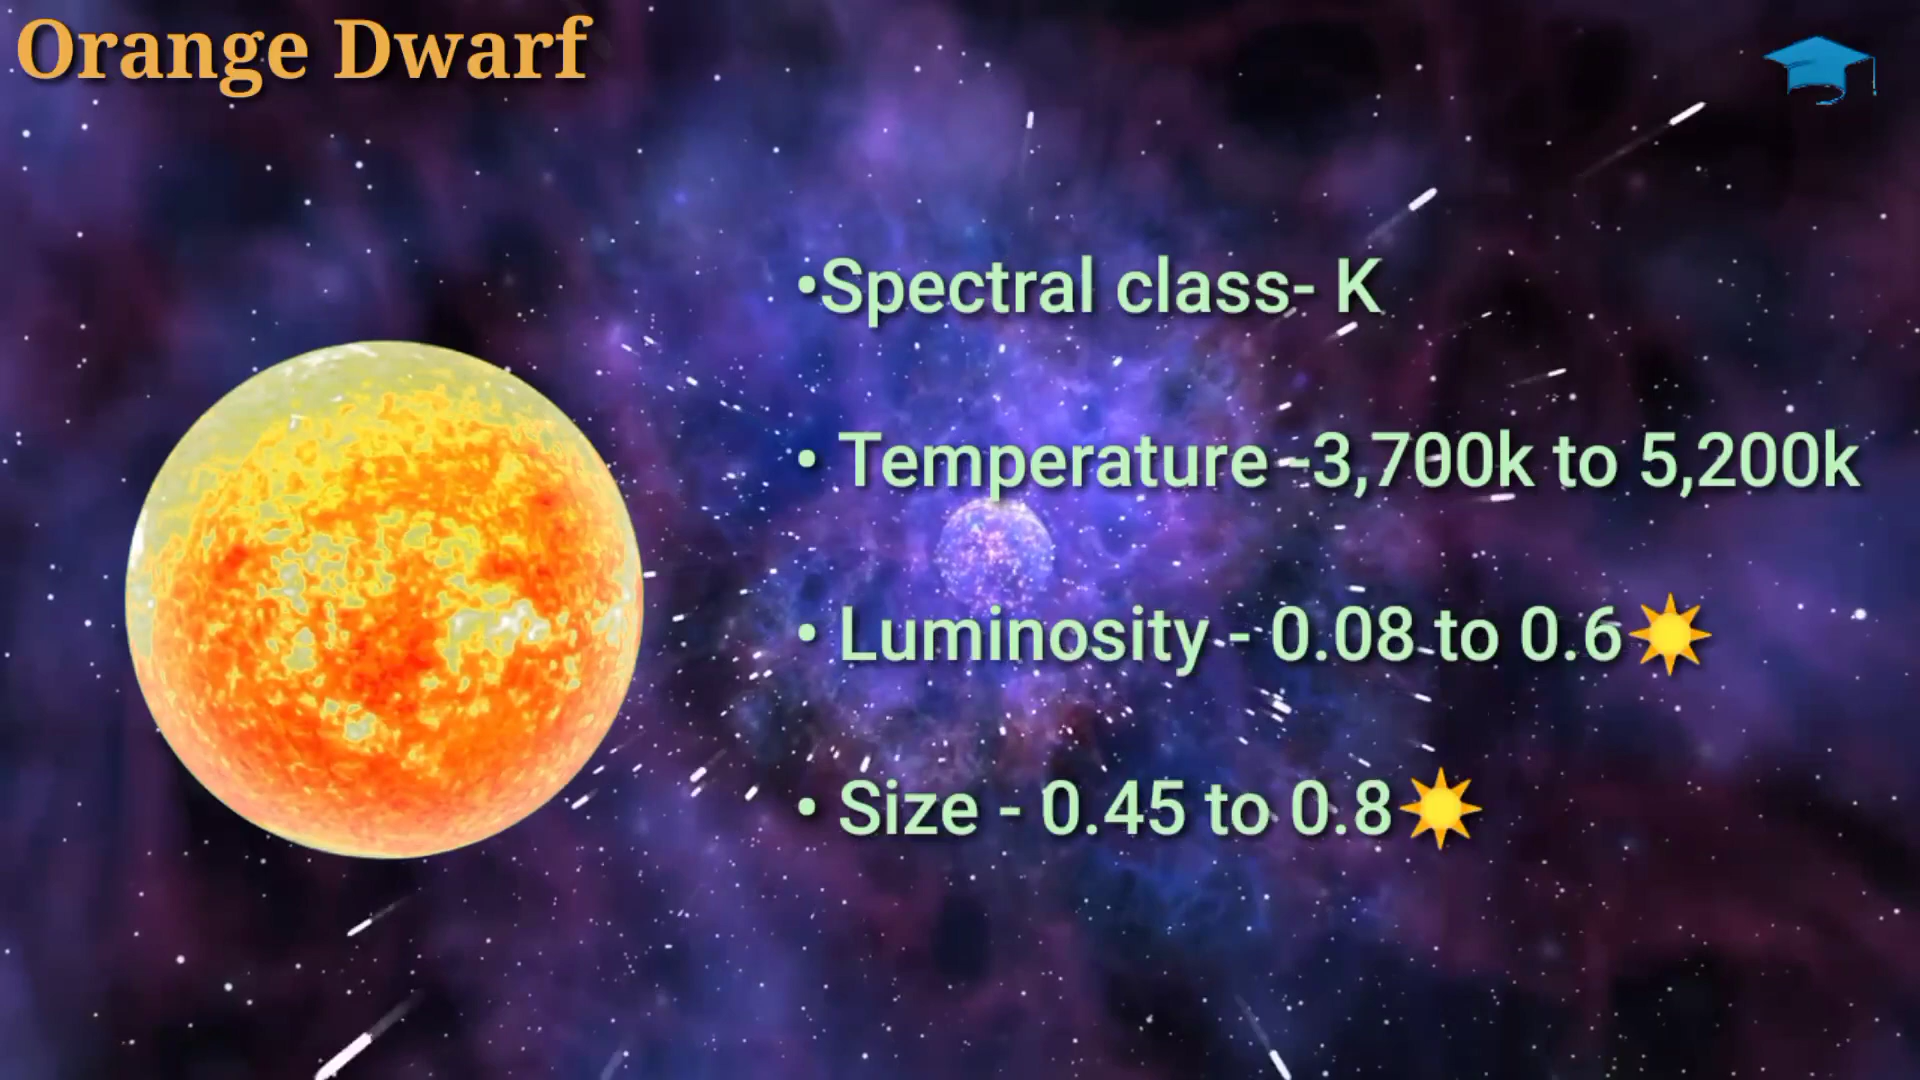 Orange Dwarf
•Spectral class- K
• Temperature -3,700k to 5,200k
• Luminosity - 0.08 to 0.6☀
• Size - 0.45 to 0.8☀